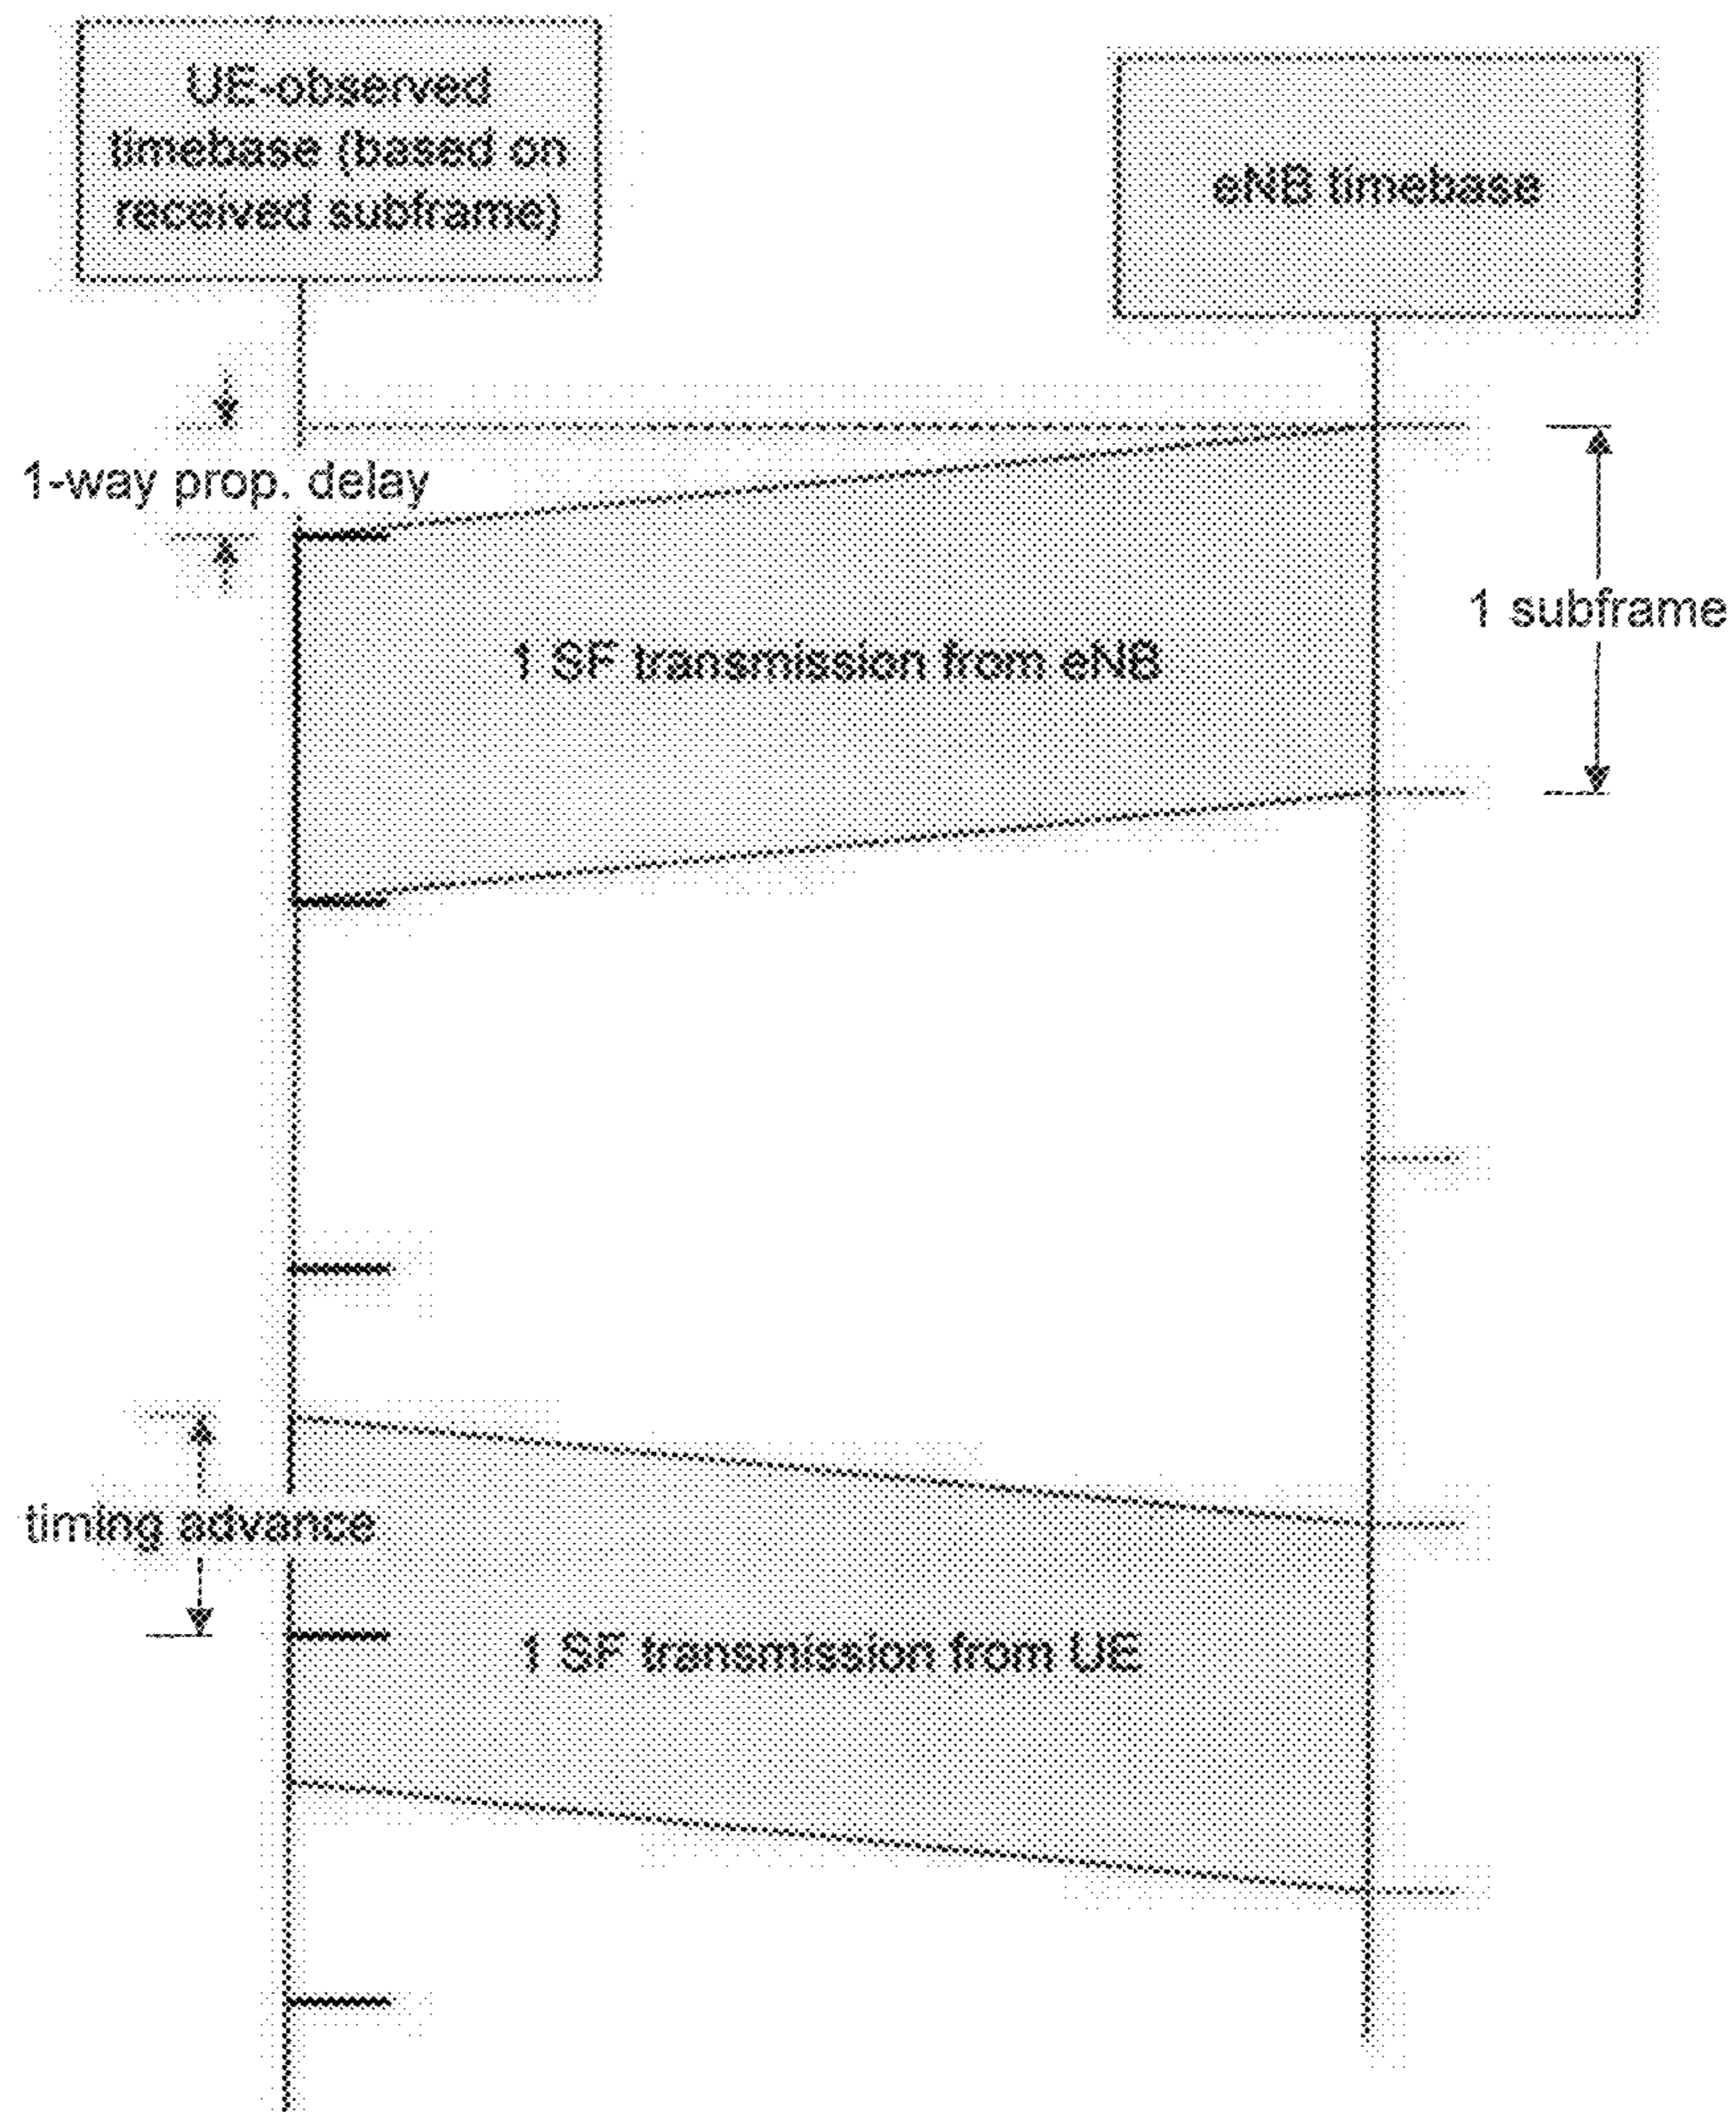 UE-observed
timebase (based on
received subframe)
eNB timebase
1-way prop. delay
1 subframe
1 SF transmission from eNB
timing advance
1 SF transmission from UE